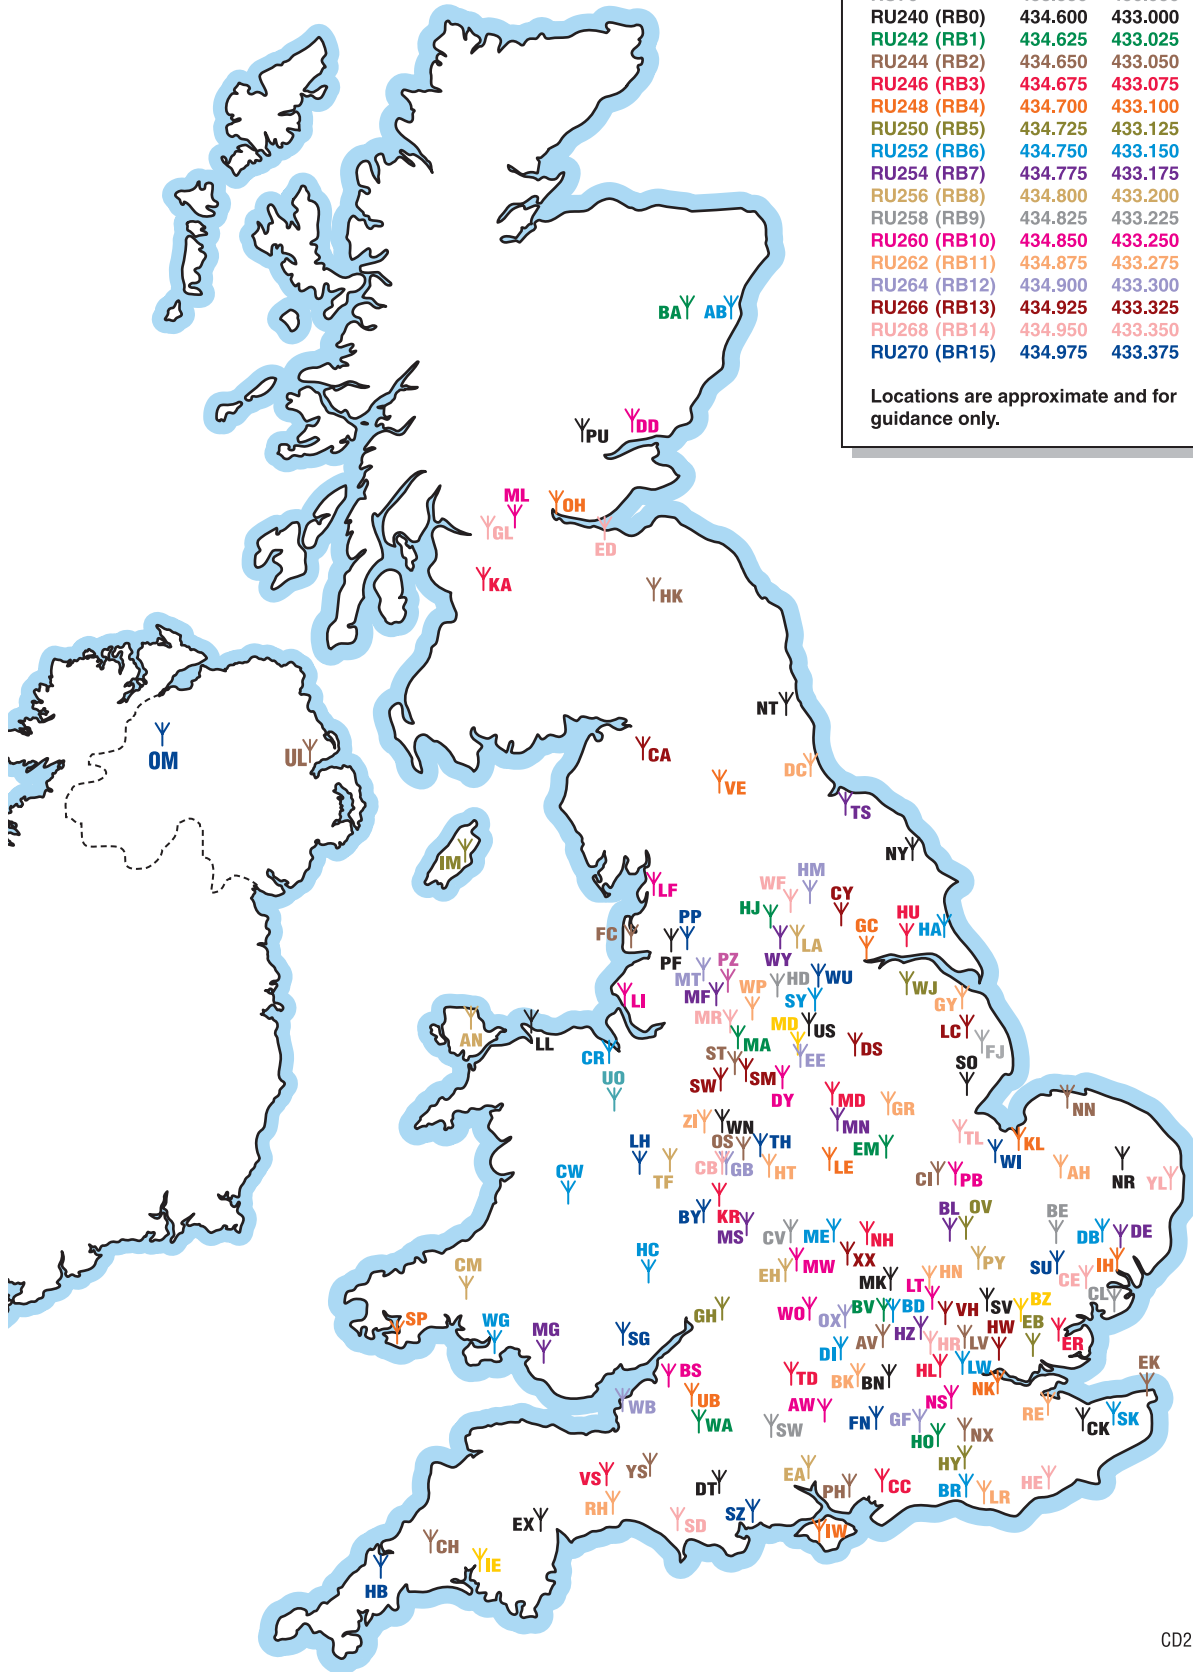 RU240 (RB0) 434.600 433.000
RU242 (RB1) 434.625 433.025
RU244 (RB2) 434.650 433.050
RU246 (RB3) 434.675 433.075
RU248 (RB4) 434.700 433.100
RU250 (RB5) 434.725 433.125
RU252 (RB6) 434.750 433.150
RU254 (RB7) 434.775 433.175
RU256 (RB8) 434.800 433.200
RU258 (RB9) 434.825 433.225
RU260 (RB10) 434.850 433.250
RU262 (RB11) 434.875 433.275
RU264 (RB12) 434.900 433.300
RU266 (RB13) 434.925 433.325
RU268 (RB14) 434.950 433.350
RU270 (BR15) 434.975 433.375
Locations are approximate and for
guidance only.
BA AB
PU DD
ML OH
GL ED
KA HK
NT
OM UL CA DC
VE TS
IM NY
LF WF HM CY
HJ HU HA
FC PP WY LA GC
PF
MT PZ HD WU WJ
LI MF WP SY GY
AN LL MR MD US LC
CR MA EE DS FJ
ST SO
UO SW SM DY MD GR NN
ZI WN MN TL KL
LH OS TH EM WI
CW TF CB GB HT LE CI PB AH NR YL
BY KR BL OV BE
MS CV ME NH DB DE
HC XX PY SU IH
CM EH MW MK HN CE
LT CL
SP WG GH WO OX BV BD VH SV BZ
MG SG HZ HW EB
DI AV HR LV ER
BS TD BK BN HL LW EK
WB UB AW NS NK
WA SW FN GF RE CK SK
HO NX
VS YS EA HY HE
RH DT PH CC BR LR
EX SD SZ IW
CH IE
HB
CD2